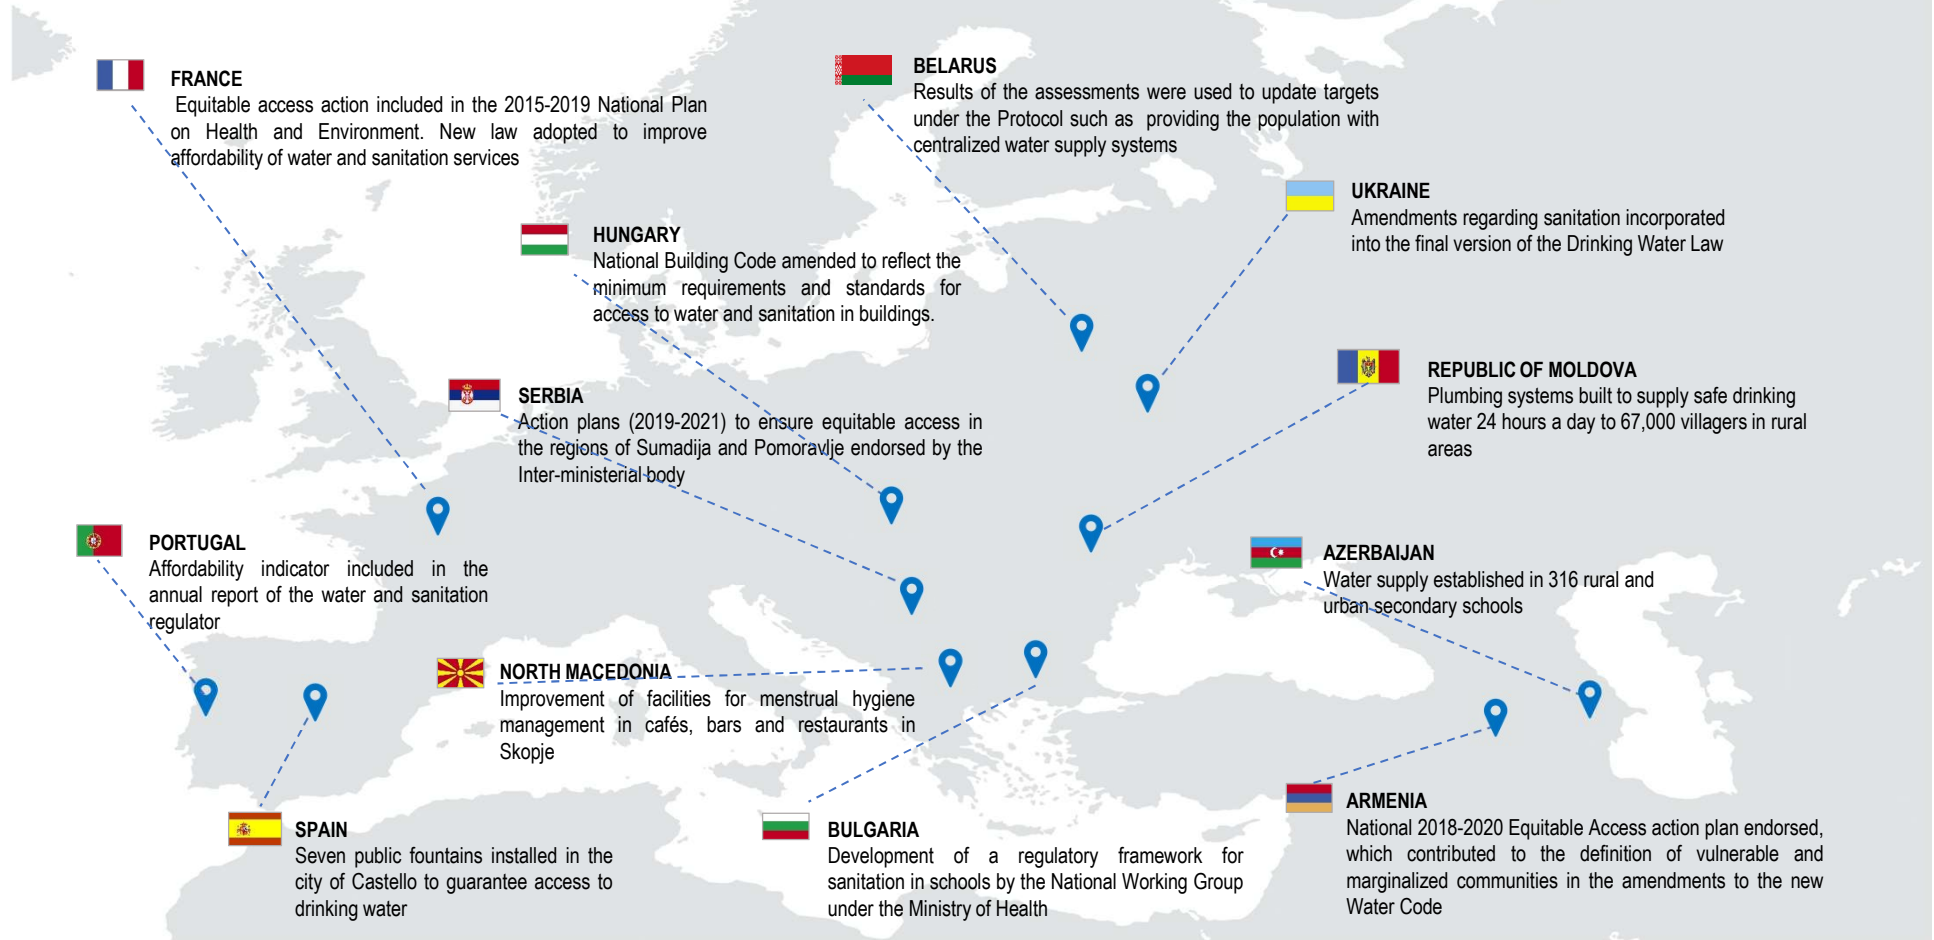 FRANCE
Equitable access action included in the 2015-2019 National Plan
on Health and Environment. New law adopted to improve
affordability of water and sanitation services
BELARUS
Results of the assessments were used to update targets
under the Protocol such as providing the population with
centralized water supply systems
UKRAINE
Amendments regarding sanitation incorporated
into the final version of the Drinking Water Law
HUNGARY
National Building Code amended to reflect the
minimum requirements and standards for
access to water and sanitation in buildings.
REPUBLIC OF MOLDOVA
Plumbing systems built to supply safe drinking
water 24 hours a day to 67,000 villagers in rural
areas
SERBIA
Action plans (2019-2021) to ensure equitable access in
the regions of Sumadija and Pomoravlje endorsed by the
Inter-ministerial body
PORTUGAL
Affordability indicator included in the
annual report of the water and sanitation
regulator
AZERBAIJAN
Water supply established in 316 rural and
urban secondary schools
NORTH MACEDONIA
Improvement of facilities for menstrual hygiene
management in cafés, bars and restaurants in
Skopje
SPAIN
Seven public fountains installed in the
city of Castello to guarantee access to
drinking water
BULGARIA
Development of a regulatory framework for
sanitation in schools by the National Working Group
under the Ministry of Health
ARMENIA
National 2018-2020 Equitable Access action plan endorsed,
which contributed to the definition of vulnerable and
marginalized communities in the amendments to the new
Water Code